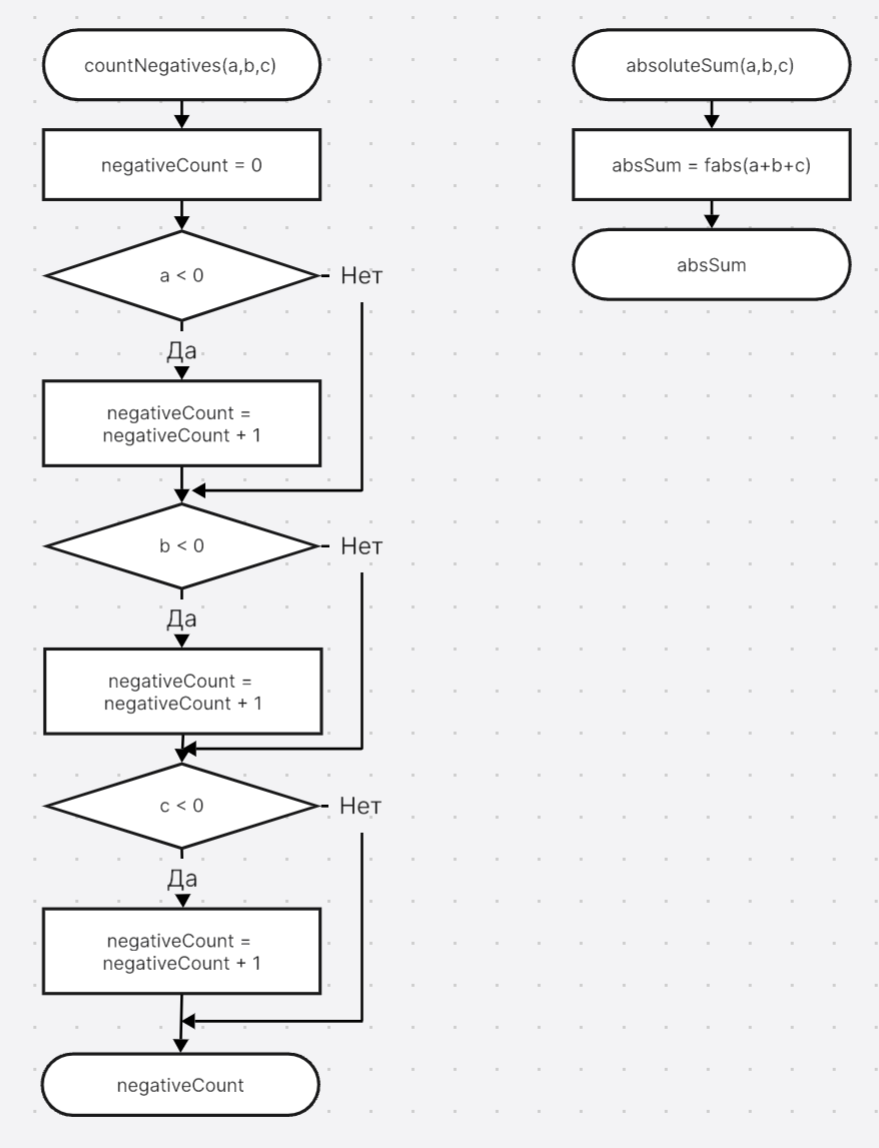 countNegatives(a,b,c)
negativeCount = 0
a < 0
Нет
Да
negativeCount =
negativeCount + 1
b < 0
Нет
Да
negativeCount =
negativeCount + 1
c < 0
Нет
Да
negativeCount =
negativeCount + 1
negativeCount
absoluteSum(a,b,c)
absSum = fabs(a+b+c)
absSum